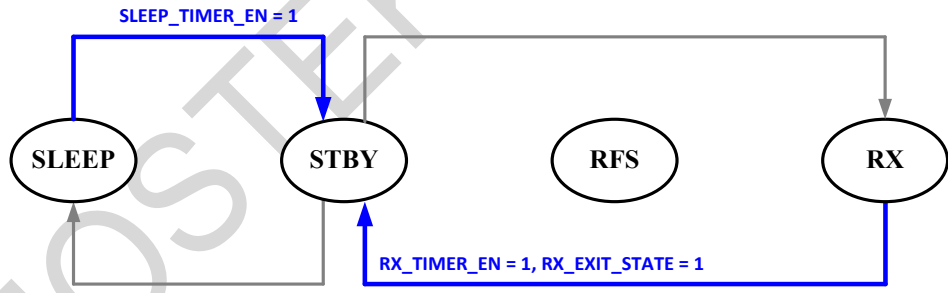 SLEEP_TIMER_EN = 1
SLEEP
STBY
RFS
RX
RX_TIMER_EN = 1, RX_EXIT_STATE = 1